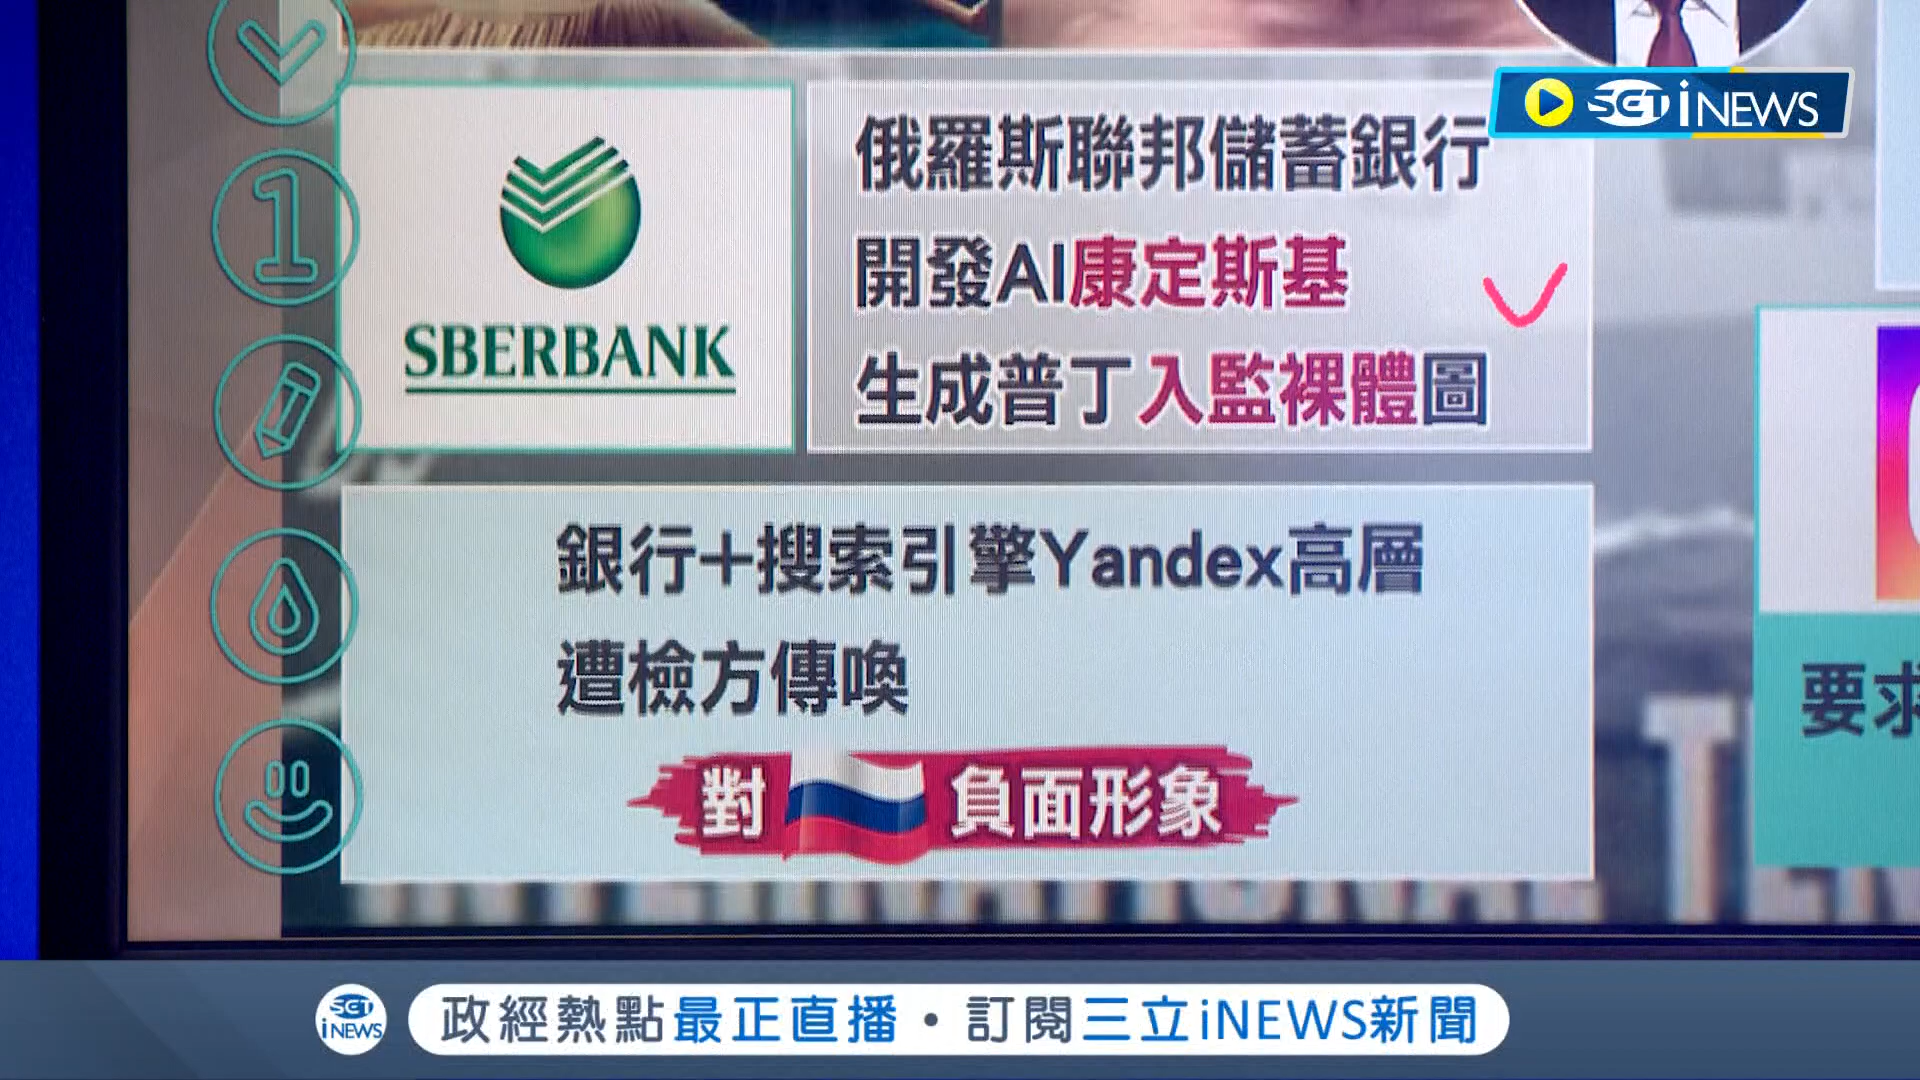 SET iNEWS
SBERBANK
俄羅斯聯邦儲蓄銀行
開發AI康定斯基
生成普丁入監裸體圖
1
銀行+搜索引擎Yandex高層
遭檢方傳喚
對 負面形象
要求
INTERNATIONAL
SET iNEWS
政經熱點最正直播·訂閱三立iNEWS新聞